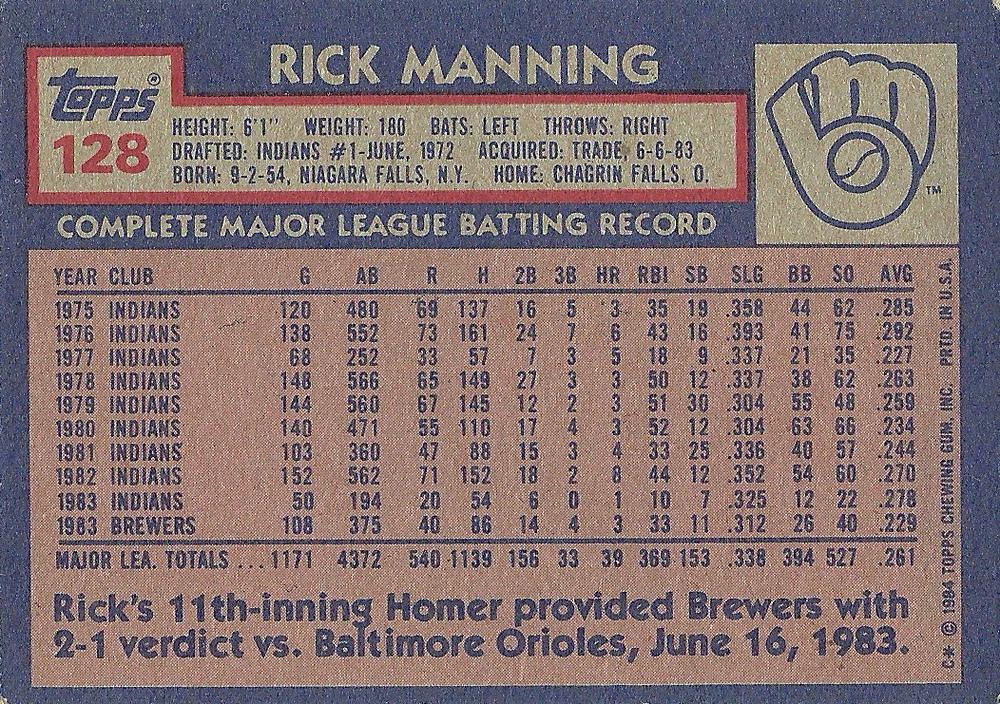 RICK MANNING
Topps®
128
HEIGHT: 6'1" WEIGHT: 180 BATS: LEFT THROWS: RIGHT
DRAFTED: INDIANS #1-JUNE, 1972 ACQUIRED: TRADE, 6-6-83
BORN: 9-2-54, NIAGARA FALLS, N.Y. HOME: CHAGRIN FALLS, O.
TM
COMPLETE MAJOR LEAGUE BATTING RECORD
YEAR CLUB G AB R H 2B 3B HR RBI SB SLG BB SO AVG
1975 INDIANS 120 480 69 137 16 5 3 35 19 .358 44 62 .285
1976 INDIANS 138 552 73 161 24 7 6 43 16 .393 41 75 .292
1977 INDIANS 68 252 33 57 7 3 5 18 9 .337 21 35 .227
1978 INDIANS 148 566 65 149 27 3 3 50 12 .337 38 62 .263
1979 INDIANS 144 560 67 145 12 2 3 51 30 .304 55 48 .259
1980 INDIANS 140 471 55 110 17 4 3 52 12 .304 63 66 .234
1981 INDIANS 103 360 47 88 15 3 4 33 25 .336 40 57 .244
1982 INDIANS 152 562 71 152 18 2 8 44 12 .352 54 60 .270
1983 INDIANS 50 194 20 54 6 0 1 10 7 .325 12 22 .278
1983 BREWERS 108 375 40 86 14 4 3 33 11 .312 26 40 .229
MAJOR LEA. TOTALS ... 1171 4372 540 1139 156 33 39 369 153 .338 394 527 .261
Rick's 11th-inning Homer provided Brewers with
2-1 verdict vs. Baltimore Orioles, June 16, 1983.
C* © 1984 TOPPS CHEWING GUM, INC. PRTD. IN U.S.A.